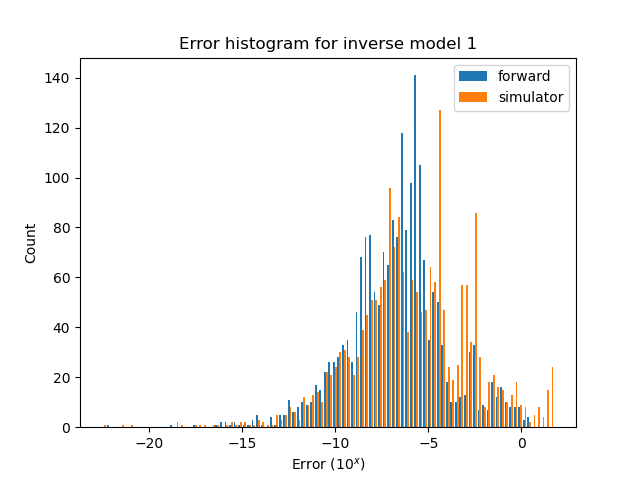 Error histogram for inverse model 1
forward
simulator
Count
140
120
100
80
60
40
20
0
−20
−15
−10
−5
0
Error (10^x)